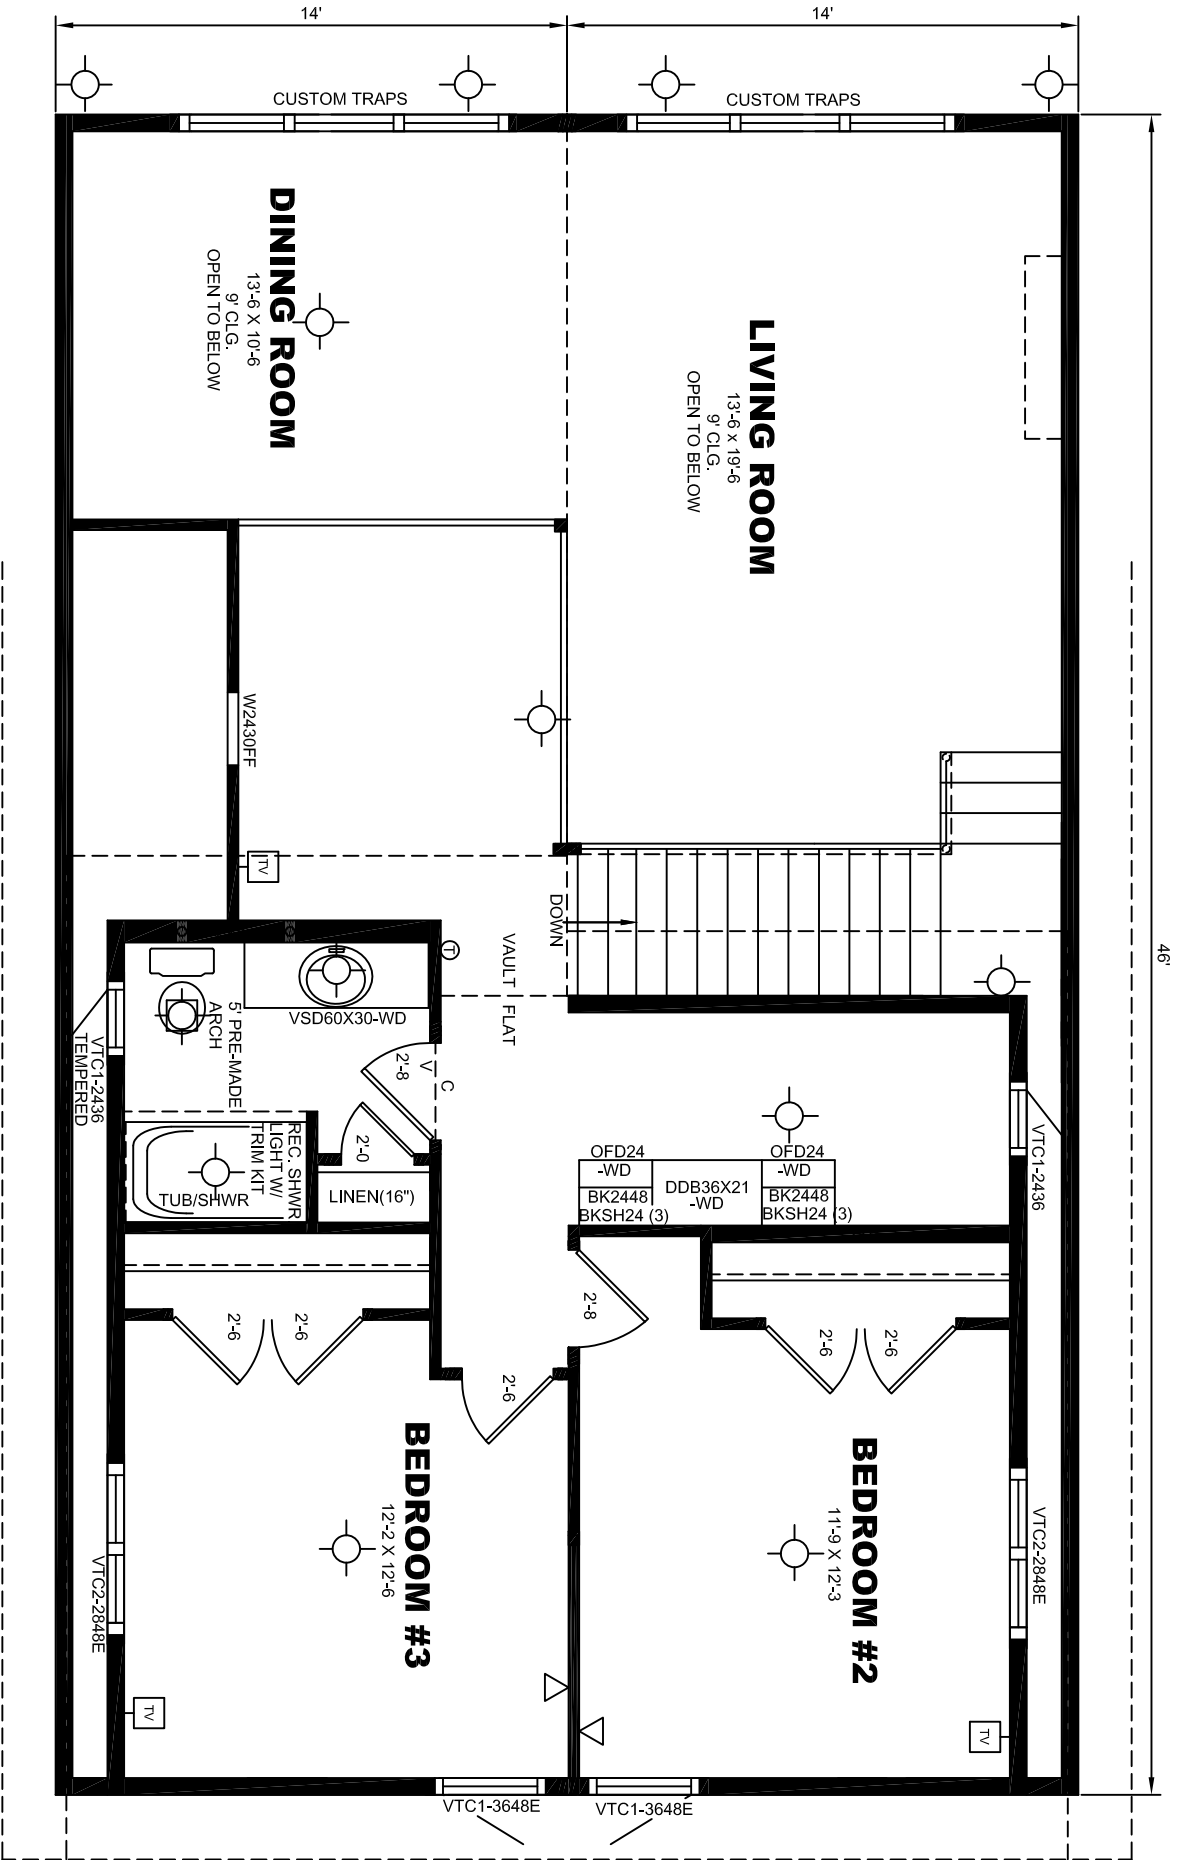 14'
14'
CUSTOM TRAPS
CUSTOM TRAPS
46'
DINING ROOM
13'-6 X 10'-6
9' CLG.
OPEN TO BELOW
LIVING ROOM
13'-6 x 19'-6
9' CLG.
OPEN TO BELOW
W2430FF
TV
DOWN
VAULT
FLAT
T
VSD60X30-WD
5' PRE-MADE
ARCH
VTC1-2436
TEMPERED
2'-8
V
C
2'-0
REC. SHWR
LIGHT W/
TRIM KIT
TUB/SHWR
LINEN(16")
OFD24
-WD
BK2448
BKSH24 (3)
DDB36X21
-WD
OFD24
-WD
BK2448
BKSH24 (3)
VTC1-2436
2'-8
2'-6
2'-6
2'-6
2'-6
2'-6
BEDROOM #3
12'-2 X 12'-6
BEDROOM #2
11'-9 X 12'-3
VTC2-2848E
VTC2-2848E
TV
TV
VTC1-3648E
VTC1-3648E